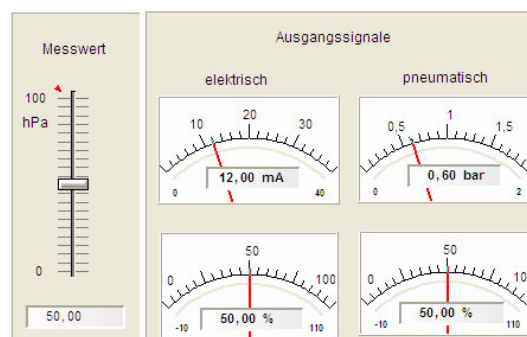 Messwert
100
hPa
0
50,00
Ausgangssignale
elektrisch
pneumatisch
10 20 30
12,00 mA
0 40
0,5 1 1,5
0,60 bar
0 2
0 50 100
50,00 %
-10 110
0 50
50,00 %
-10 110